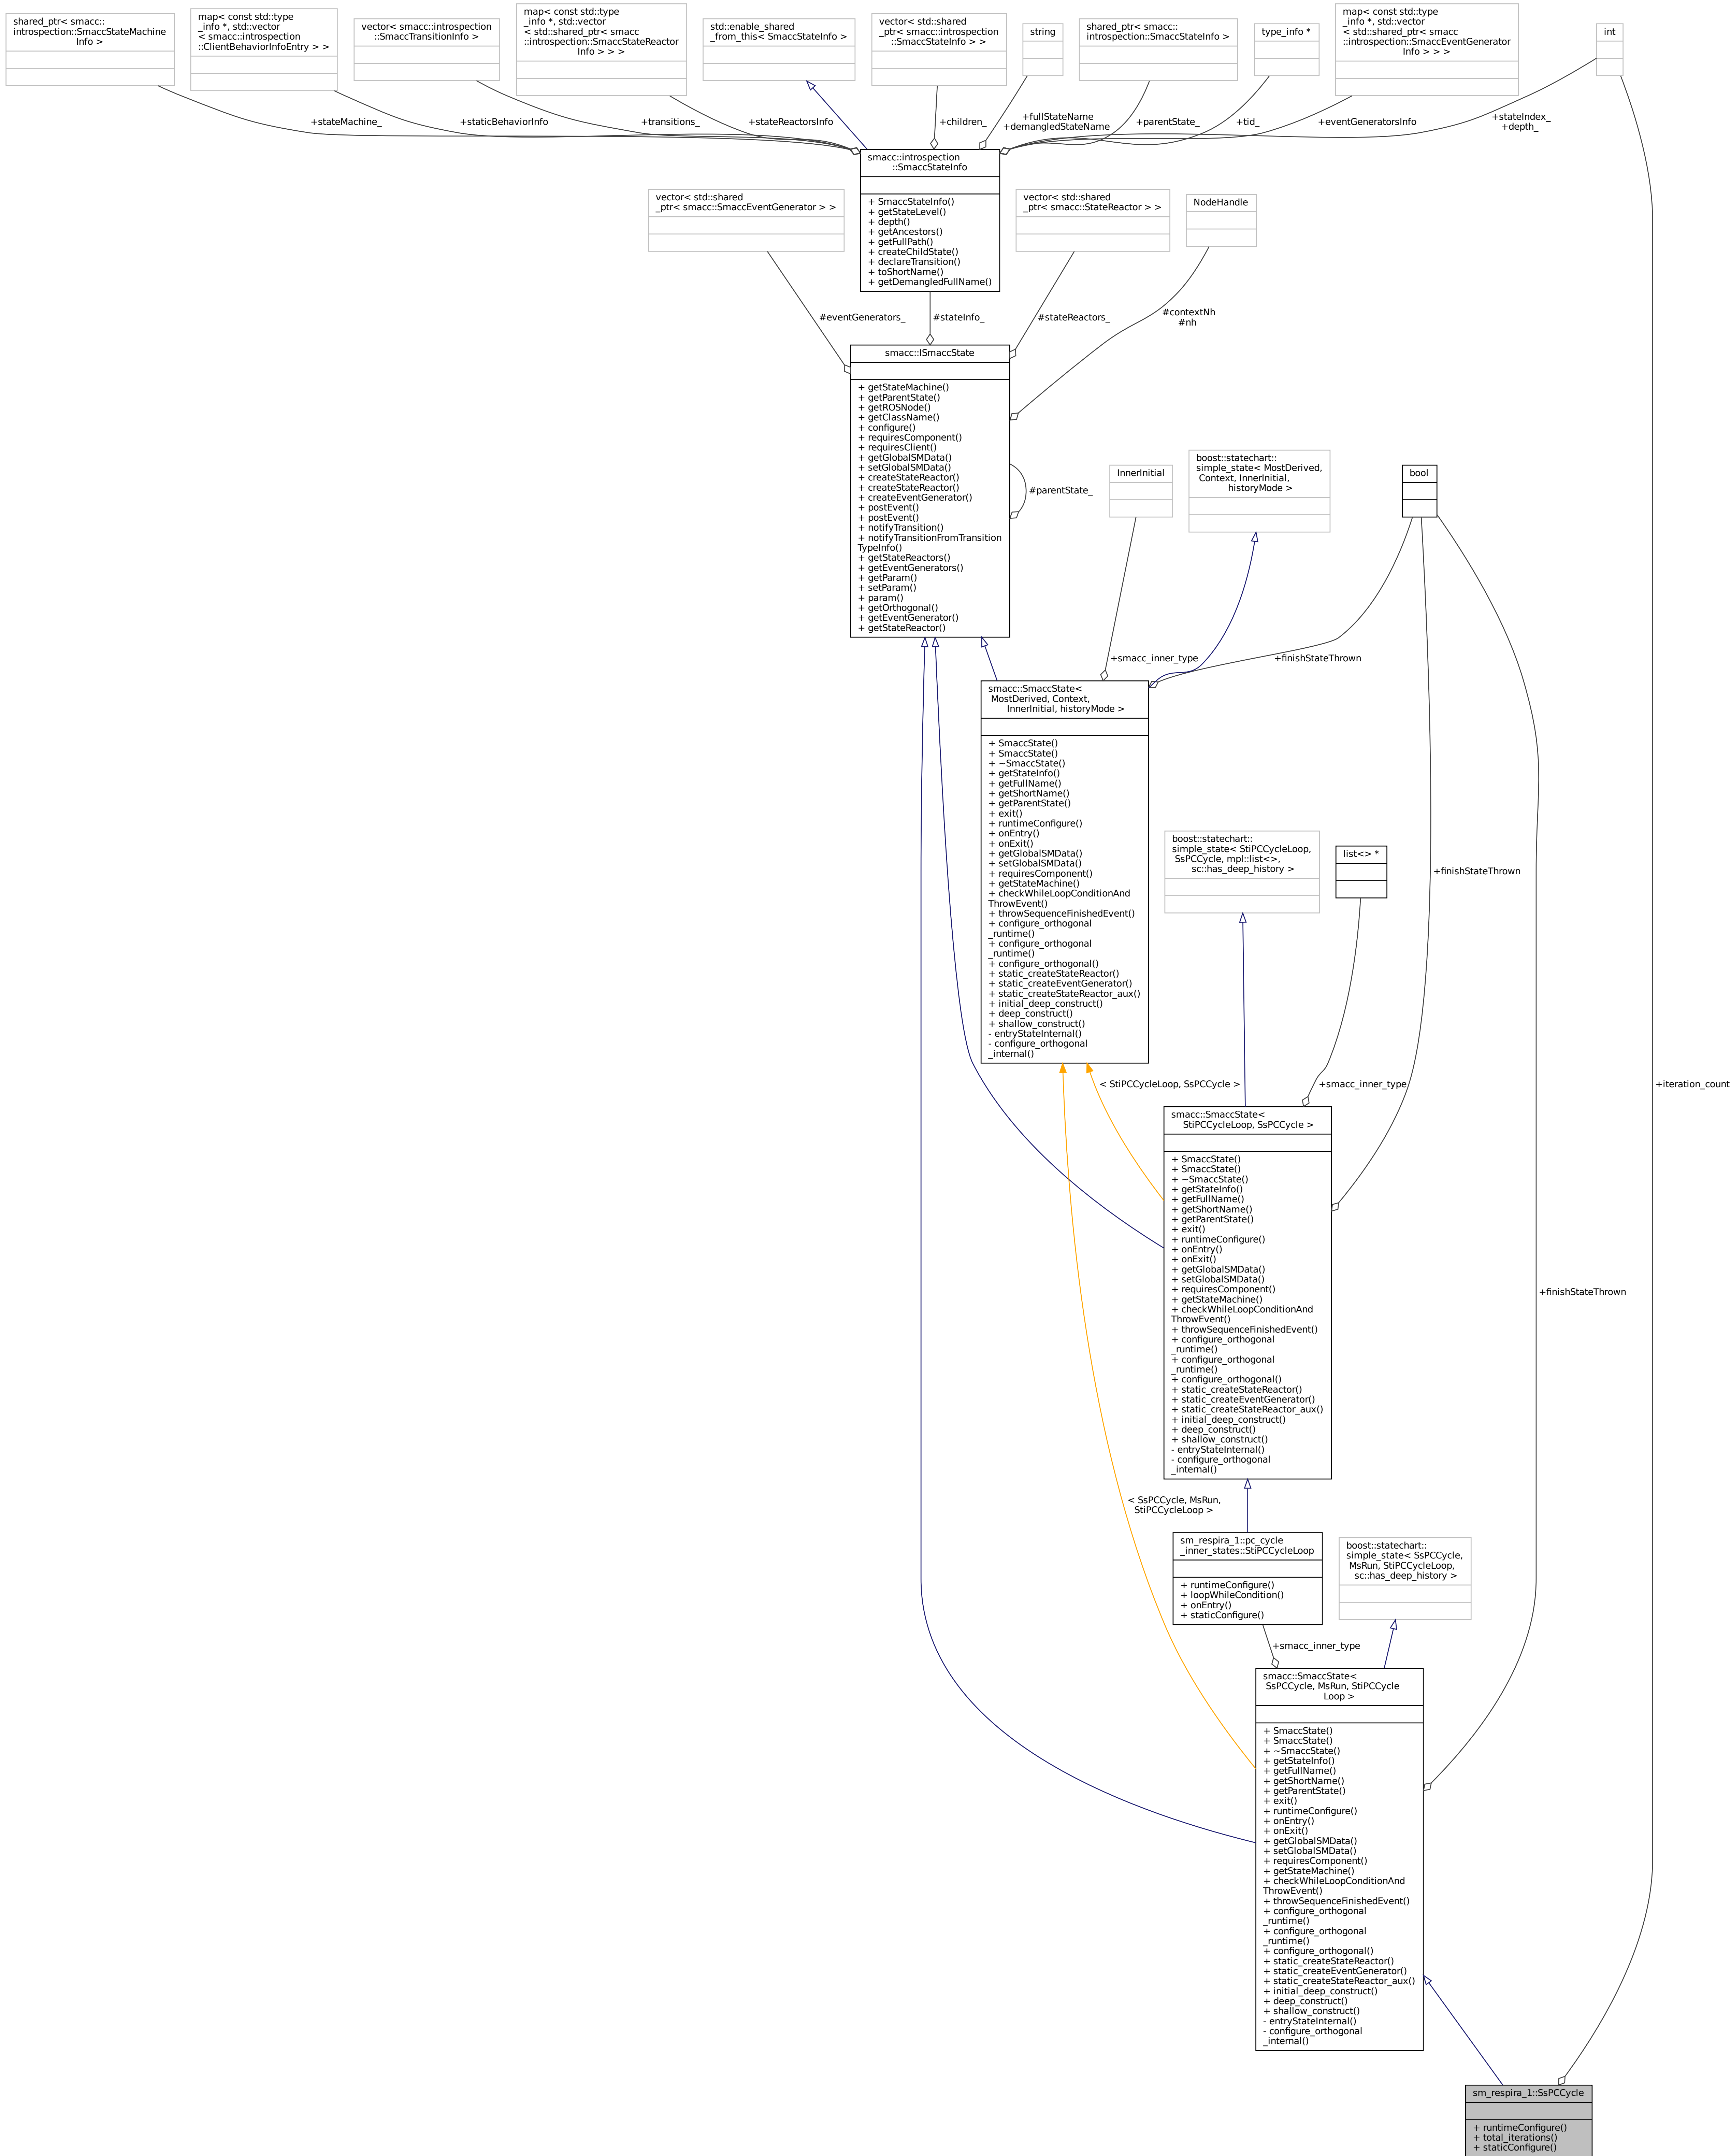 shared_ptr< smacc::
introspection::SmaccStateMachine
Info >
map< const std::type
_info *, std::vector
< smacc::introspection
::ClientBehaviorInfoEntry > >
vector< smacc::introspection
::SmaccTransitionInfo >
map< const std::type
_info *, std::vector
< std::shared_ptr< smacc
::introspection::SmaccStateReactor
Info > > >
std::enable_shared
_from_this< SmaccStateInfo >
vector< std::shared
_ptr< smacc::introspection
::SmaccStateInfo > >
string
shared_ptr< smacc::
introspection::SmaccStateInfo >
type_info *
map< const std::type
_info *, std::vector
< std::shared_ptr< smacc
::introspection::SmaccEventGenerator
Info > > >
int
+stateMachine_
+staticBehaviorInfo
+transitions_
+stateReactorsInfo
+children_
+fullStateName
+demangledStateName
+parentState_
+tid_
+eventGeneratorsInfo
+stateIndex_
+depth_
smacc::introspection
::SmaccStateInfo
+ SmaccStateInfo()
+ getStateLevel()
+ depth()
+ getAncestors()
+ getFullPath()
+ createChildState()
+ declareTransition()
+ toShortName()
+ getDemangledFullName()
vector< std::shared
_ptr< smacc::SmaccEventGenerator > >
vector< std::shared
_ptr< smacc::StateReactor > >
NodeHandle
#eventGenerators_
#stateInfo_
#stateReactors_
#contextNh
#nh
smacc::ISmaccState
+ getStateMachine()
+ getParentState()
+ getROSNode()
+ getClassName()
+ configure()
+ requiresComponent()
+ requiresClient()
+ getGlobalSMData()
+ setGlobalSMData()
+ createStateReactor()
+ createStateReactor()
+ createEventGenerator()
+ postEvent()
+ postEvent()
+ notifyTransition()
+ notifyTransitionFromTransition
TypeInfo()
+ getStateReactors()
+ getEventGenerators()
+ getParam()
+ setParam()
+ param()
+ getOrthogonal()
+ getEventGenerator()
+ getStateReactor()
#parentState_
InnerInitial
boost::statechart::
simple_state< MostDerived,
Context, InnerInitial,
historyMode >
bool
+smacc_inner_type
+finishStateThrown
smacc::SmaccState<
MostDerived, Context,
InnerInitial, historyMode >
+ SmaccState()
+ SmaccState()
+ ~SmaccState()
+ getStateInfo()
+ getFullName()
+ getShortName()
+ getParentState()
+ exit()
+ runtimeConfigure()
+ onEntry()
+ onExit()
+ getGlobalSMData()
+ setGlobalSMData()
+ requiresComponent()
+ getStateMachine()
+ checkWhileLoopConditionAnd
ThrowEvent()
+ throwSequenceFinishedEvent()
+ configure_orthogonal
_runtime()
+ configure_orthogonal
_runtime()
+ configure_orthogonal()
+ static_createStateReactor()
+ static_createEventGenerator()
+ static_createStateReactor_aux()
+ initial_deep_construct()
+ deep_construct()
+ shallow_construct()
- entryStateInternal()
- configure_orthogonal
_internal()
boost::statechart::
simple_state< StiPCCycleLoop,
SsPCCycle, mpl::list<>,
sc::has_deep_history >
list<> *
+finishStateThrown
< StiPCCycleLoop, SsPCCycle >
+smacc_inner_type
+iteration_count
smacc::SmaccState<
StiPCCycleLoop, SsPCCycle >
+ SmaccState()
+ SmaccState()
+ ~SmaccState()
+ getStateInfo()
+ getFullName()
+ getShortName()
+ getParentState()
+ exit()
+ runtimeConfigure()
+ onEntry()
+ onExit()
+ getGlobalSMData()
+ setGlobalSMData()
+ requiresComponent()
+ getStateMachine()
+ checkWhileLoopConditionAnd
ThrowEvent()
+ throwSequenceFinishedEvent()
+ configure_orthogonal
_runtime()
+ configure_orthogonal
_runtime()
+ configure_orthogonal()
+ static_createStateReactor()
+ static_createEventGenerator()
+ static_createStateReactor_aux()
+ initial_deep_construct()
+ deep_construct()
+ shallow_construct()
- entryStateInternal()
- configure_orthogonal
_internal()
+finishStateThrown
< SsPCCycle, MsRun,
StiPCCycleLoop >
sm_respira_1::pc_cycle
_inner_states::StiPCCycleLoop
+ runtimeConfigure()
+ loopWhileCondition()
+ onEntry()
+ staticConfigure()
boost::statechart::
simple_state< SsPCCycle,
MsRun, StiPCCycleLoop,
sc::has_deep_history >
+smacc_inner_type
smacc::SmaccState<
SsPCCycle, MsRun, StiPCCycle
Loop >
+ SmaccState()
+ SmaccState()
+ ~SmaccState()
+ getStateInfo()
+ getFullName()
+ getShortName()
+ getParentState()
+ exit()
+ runtimeConfigure()
+ onEntry()
+ onExit()
+ getGlobalSMData()
+ setGlobalSMData()
+ requiresComponent()
+ getStateMachine()
+ checkWhileLoopConditionAnd
ThrowEvent()
+ throwSequenceFinishedEvent()
+ configure_orthogonal
_runtime()
+ configure_orthogonal
_runtime()
+ configure_orthogonal()
+ static_createStateReactor()
+ static_createEventGenerator()
+ static_createStateReactor_aux()
+ initial_deep_construct()
+ deep_construct()
+ shallow_construct()
- entryStateInternal()
- configure_orthogonal
_internal()
sm_respira_1::SsPCCycle
+ runtimeConfigure()
+ total_iterations()
+ staticConfigure()